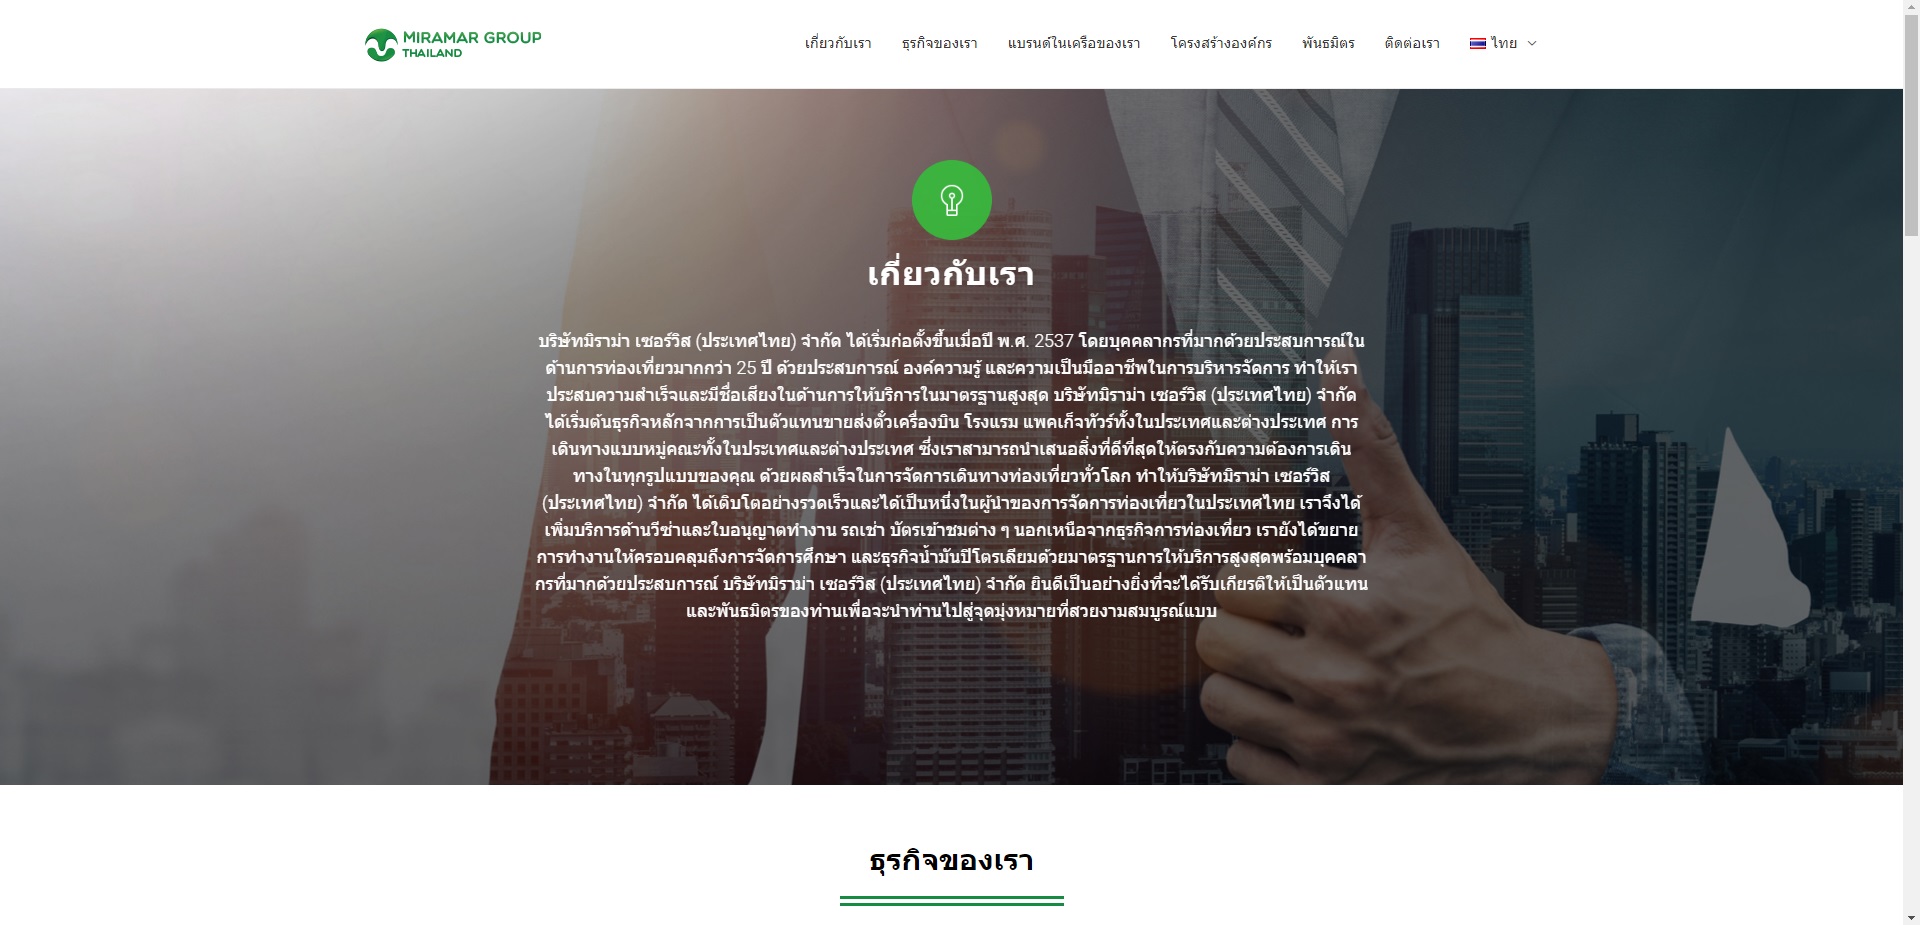 MIRAMAR GROUP
THAILAND
เกี่ยวกับเรา ธุรกิจของเรา แบรนด์ในเครือของเรา โครงสร้างองค์กร พันธมิตร ติดต่อเรา ไทย
เกี่ยวกับเรา
บริษัทมิราม่า เซอร์วิส (ประเทศไทย) จำกัด ได้เริ่มก่อตั้งขึ้นเมื่อปี พ.ศ. 2537 โดยบุคคลากรที่มากด้วยประสบการณ์ใน
ด้านการท่องเที่ยวมากกว่า 25 ปี ด้วยประสบการณ์ องค์ความรู้ และความเป็นมืออาชีพในการบริหารจัดการ ทำให้เรา
ประสบความสำเร็จและมีชื่อเสียงในด้านการให้บริการในมาตรฐานสูงสุด บริษัทมิราม่า เซอร์วิส (ประเทศไทย) จำกัด
ได้เริ่มต้นธุรกิจหลักจากการเป็นตัวแทนขายส่งตั๋วเครื่องบิน โรงแรม แพคเก็จทัวร์ทั้งในประเทศและต่างประเทศ การ
เดินทางแบบหมู่คณะทั้งในประเทศและต่างประเทศ ซึ่งเราสามารถนำเสนอสิ่งที่ดีที่สุดให้ตรงกับความต้องการเดิน
ทางในทุกรูปแบบของคุณ ด้วยผลสำเร็จในการจัดการเดินทางท่องเที่ยวทั่วโลก ทำให้บริษัทมิราม่า เซอร์วิส
(ประเทศไทย) จำกัด ได้เติบโตอย่างรวดเร็วและได้เป็นหนึ่งในผู้นำของการจัดการท่องเที่ยวในประเทศไทย เราจึงได้
เพิ่มบริการด้านวีซ่าและใบอนุญาตทำงาน รถเช่า บัตรเข้าชมต่าง ๆ นอกเหนือจากธุรกิจการท่องเที่ยว เรายังได้ขยาย
การทำงานให้ครอบคลุมถึงการจัดการศึกษา และธุรกิจน้ำมันปิโตรเลียมด้วยมาตรฐานการให้บริการสูงสุดพร้อมบุคคลา
กรที่มากด้วยประสบการณ์ บริษัทมิราม่า เซอร์วิส (ประเทศไทย) จำกัด ยินดีเป็นอย่างยิ่งที่จะได้รับเกียรติให้เป็นตัวแทน
และพันธมิตรของท่านเพื่อจะนำท่านไปสู่จุดมุ่งหมายที่สวยงามสมบูรณ์แบบ
ธุรกิจของเรา